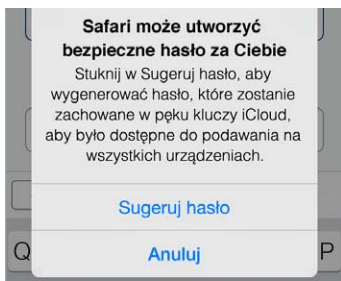 Safari może utworzyć
bezpieczne hasło za Ciebie
Stuknij w Sugeruj hasło, aby
wygenerować hasło, które zostanie
zachowane w pęku kluczy iCloud,
aby było dostępne do podawania na
wszystkich urządzeniach.
Sugeruj hasło
Q
Anuluj
P